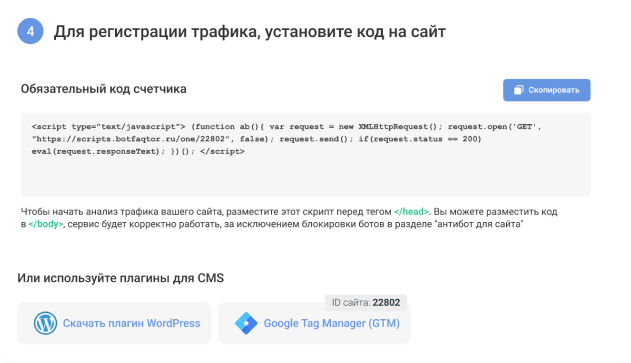 4 Для регистрации трафика, установите код на сайт
Обязательный код счетчика
Скопировать
<script type="text/javascript"> (function ab(){ var request = new XMLHttpRequest(); request.open('GET',
"https://scripts.botfaqtor.ru/one/22802", false); request.send(); if(request.status == 200)
eval(request.responseText); })(); </script>
Чтобы начать анализ трафика вашего сайта, разместите этот скрипт перед тегом </head>. Вы можете разместить код
в </body>, сервис будет корректно работать, за исключением блокировки ботов в разделе "антибот для сайта"
Или используйте плагины для CMS
ID сайта: 22802
Скачать плагин WordPress
Google Tag Manager (GTM)